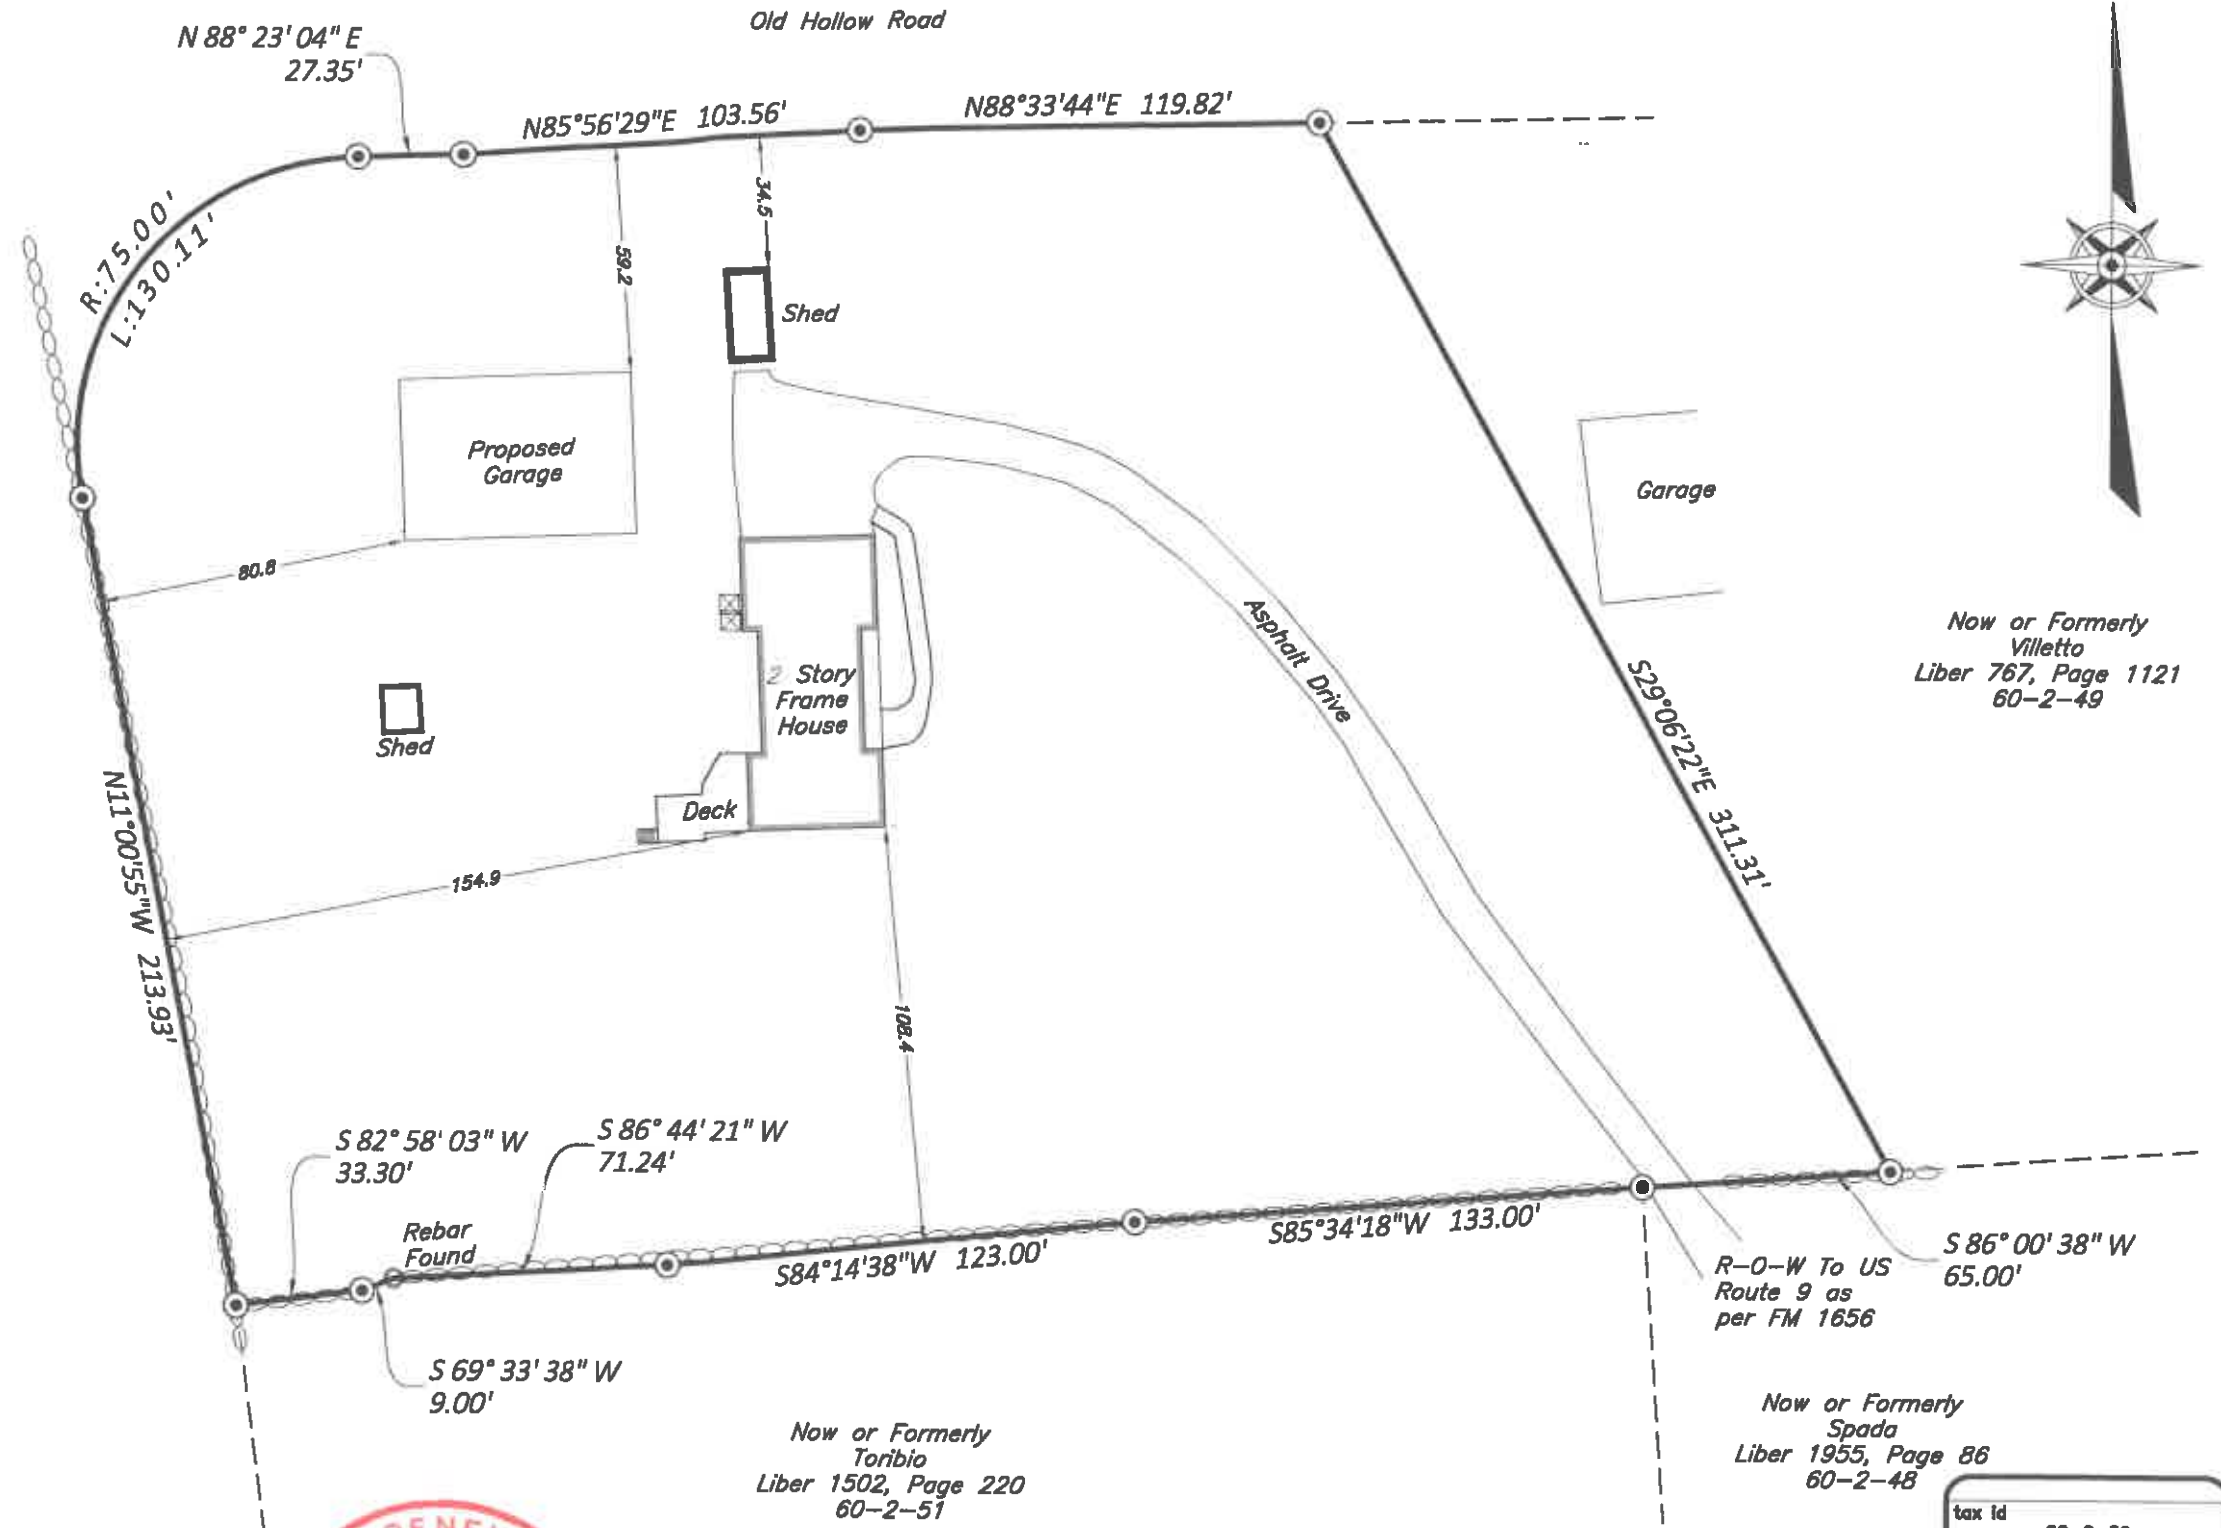 Old Hollow Road
N 88° 23' 04" E
27.35'
N85°56'29"E 103.56'
N88°33'44"E 119.82'
R:75.00'
L:130.11'
34.5
59.2
Shed
Proposed
Garage
Garage
80.8
Asphalt Drive
Now or Formerly
Villetto
Liber 767, Page 1121
60-2-49
2 Story
Frame
House
Shed
S29°06'22"E 311.31'
Deck
N11°00'55"W 213.93'
154.9
108.4
S 82° 58' 03" W
33.30'
S 86° 44' 21" W
71.24'
Rebar
Found
S84°14'38"W 123.00'
S85°34'18"W 133.00'
R-O-W To US
Route 9 as
per FM 1656
S 86° 00' 38" W
65.00'
S 69° 33' 38" W
9.00'
Now or Formerly
Toribio
Liber 1502, Page 220
60-2-51
Now or Formerly
Spada
Liber 1955, Page 86
60-2-48
tax id